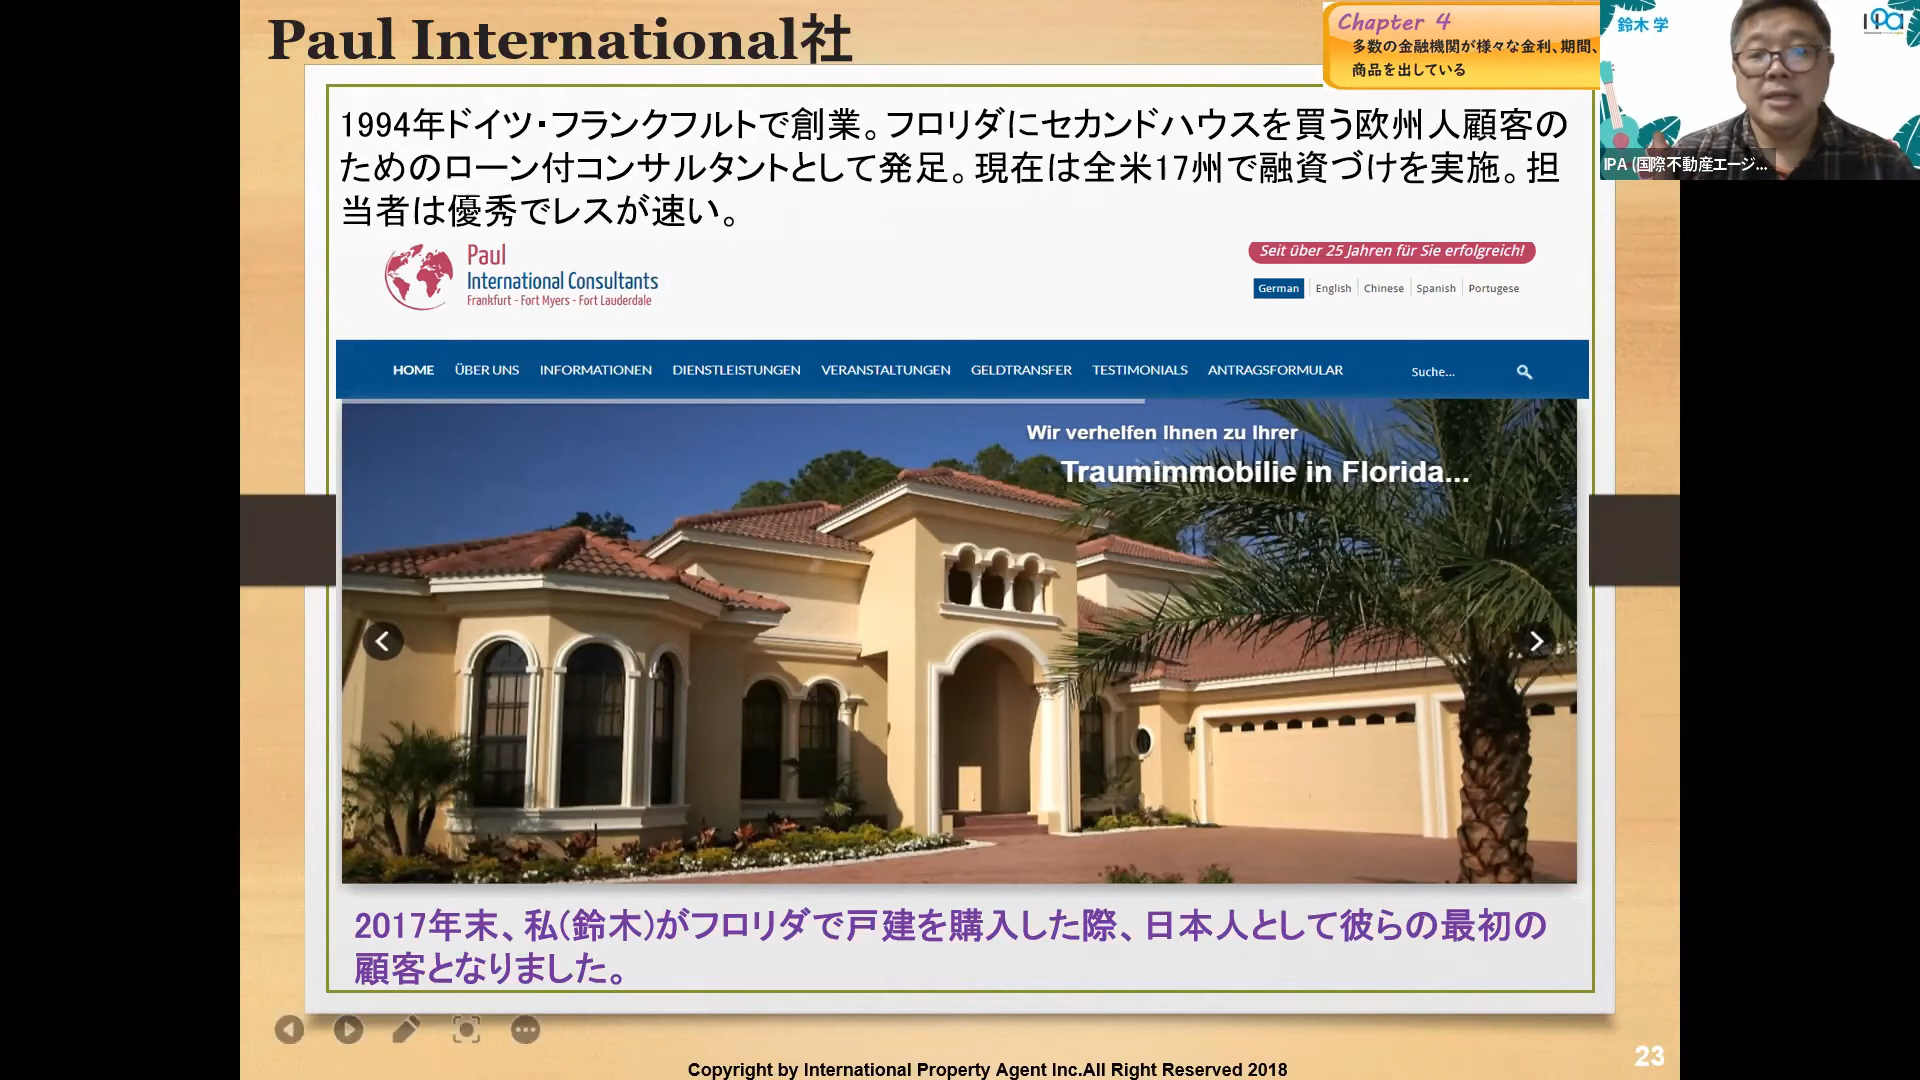 Paul International社
Chapter 4
多数の金融機関が様々な金利、期間、
商品を出している
鈴木 学
IPA
IPA (国際不動産エージ...
1994年ドイツ・フランクフルトで創業。フロリダにセカンドハウスを買う欧州人顧客の
ためのローン付コンサルタントとして発足。現在は全米17州で融資づけを実施。担
当者は優秀でレスが速い。
Paul
International Consultants
Frankfurt - Fort Myers - Fort Lauderdale
Seit über 25 Jahren für Sie erfolgreich!
German English Chinese Spanish Portugese
HOME ÜBER UNS INFORMATIONEN DIENSTLEISTUNGEN VERANSTALTUNGEN GELDTRANSFER TESTIMONIALS ANTRAGSFORMULAR Suche...
Wir verhelfen Ihnen zu Ihrer
Traumimmobilie in Florida...
2017年末、私(鈴木)がフロリダで戸建を購入した際、日本人として彼らの最初の
顧客となりました。
23
Copyright by International Property Agent Inc.All Right Reserved 2018